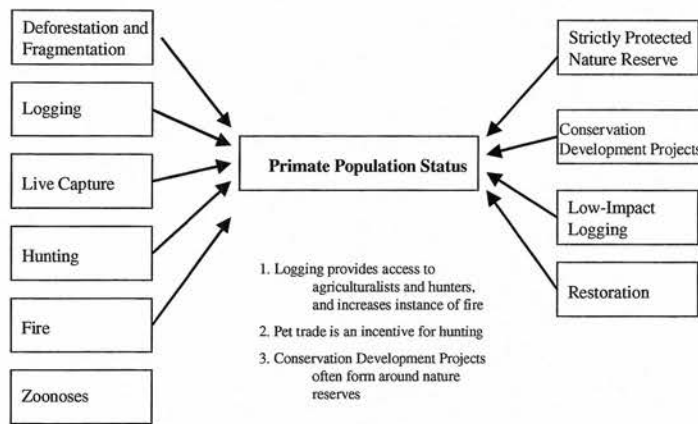 Deforestation and
Fragmentation
Logging
Live Capture
Hunting
Fire
Zoonoses
Primate Population Status
1. Logging provides access to
agriculturalists and hunters,
and increases instance of fire
2. Pet trade is an incentive for hunting
3. Conservation Development Projects
often form around nature
reserves
Strictly Protected
Nature Reserve
Conservation
Development Projects
Low-Impact
Logging
Restoration